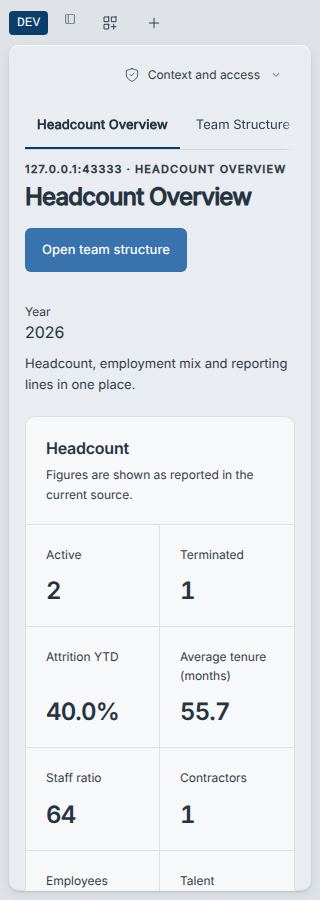 DEV
Context and access
Headcount Overview
Team Structure
127.0.0.1:43333 · HEADCOUNT OVERVIEW
Headcount Overview
Open team structure
Year
2026
Headcount, employment mix and reporting
lines in one place.
Headcount
Figures are shown as reported in the
current source.
Active
Terminated
2
1
Attrition YTD
Average tenure
(months)
40.0%
55.7
Staff ratio
Contractors
64
1
Employees
Talent